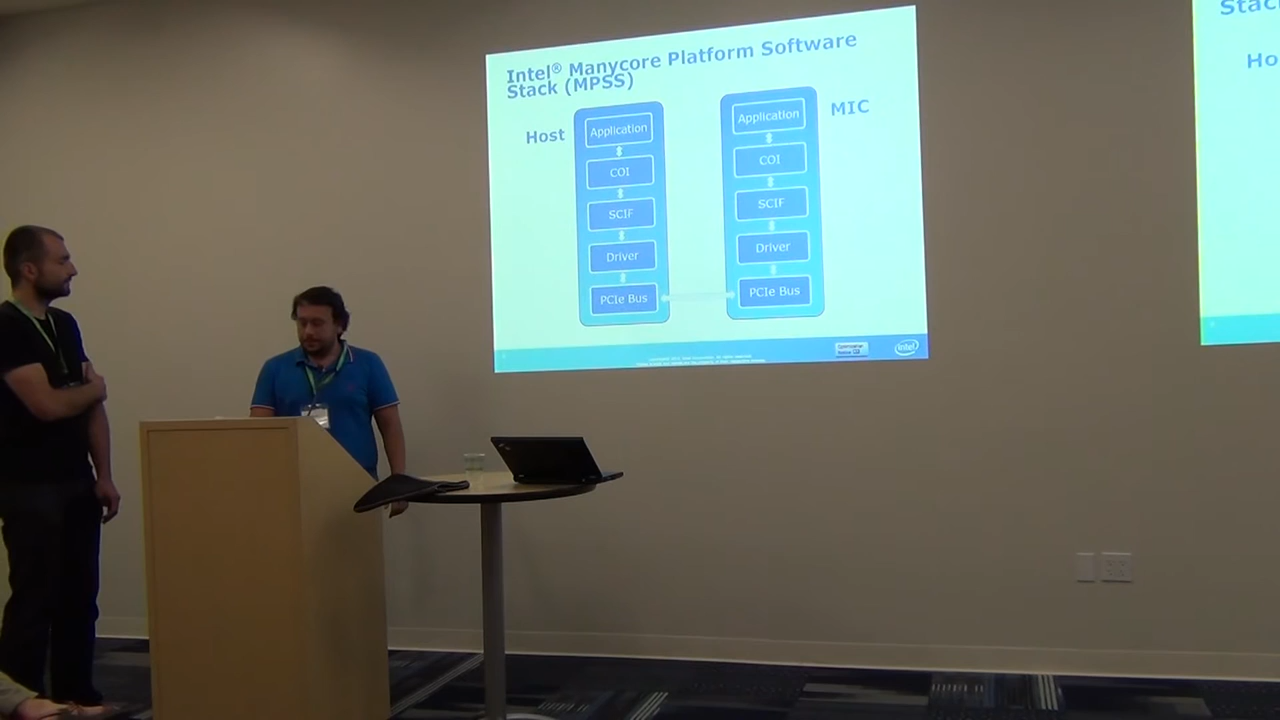 Intel® Manycore Platform Software
Stack (MPSS)
Host
Application
COI
SCIF
Driver
PCIe Bus
MIC
Application
COI
SCIF
Driver
PCIe Bus
intel
Stac
Ho